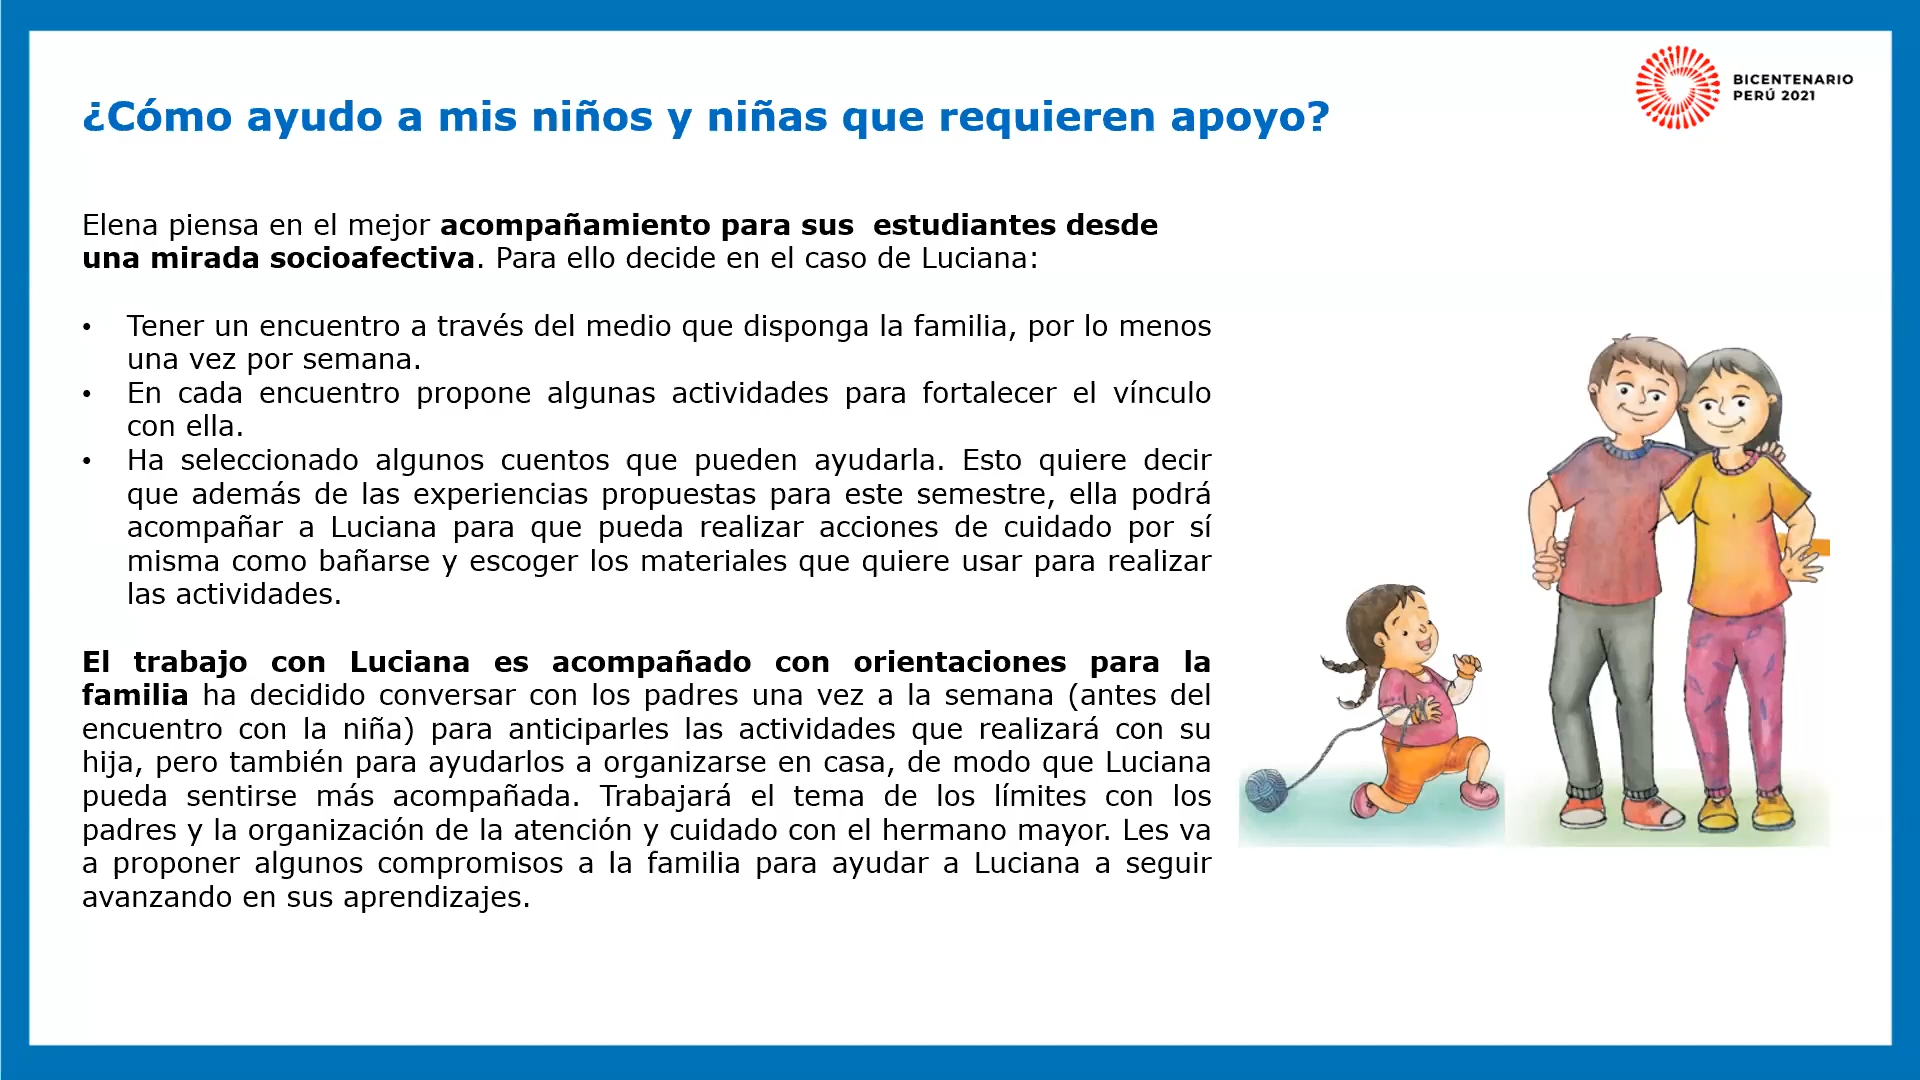 BICENTENARIO
PERÚ 2021
¿Cómo ayudo a mis niños y niñas que requieren apoyo?
Elena piensa en el mejor acompañamiento para sus  estudiantes desde
una mirada socioafectiva. Para ello decide en el caso de Luciana:
• Tener un encuentro a través del medio que disponga la familia, por lo menos
una vez por semana.
• En cada encuentro propone algunas actividades para fortalecer el vínculo
con ella.
• Ha seleccionado algunos cuentos que pueden ayudarla. Esto quiere decir
que además de las experiencias propuestas para este semestre, ella podrá
acompañar a Luciana para que pueda realizar acciones de cuidado por sí
misma como bañarse y escoger los materiales que quiere usar para realizar
las actividades.
El trabajo con Luciana es acompañado con orientaciones para la
familia ha decidido conversar con los padres una vez a la semana (antes del
encuentro con la niña) para anticiparles las actividades que realizará con su
hija, pero también para ayudarlos a organizarse en casa, de modo que Luciana
pueda sentirse más acompañada. Trabajará el tema de los límites con los
padres y la organización de la atención y cuidado con el hermano mayor. Les va
a proponer algunos compromisos a la familia para ayudar a Luciana a seguir
avanzando en sus aprendizajes.